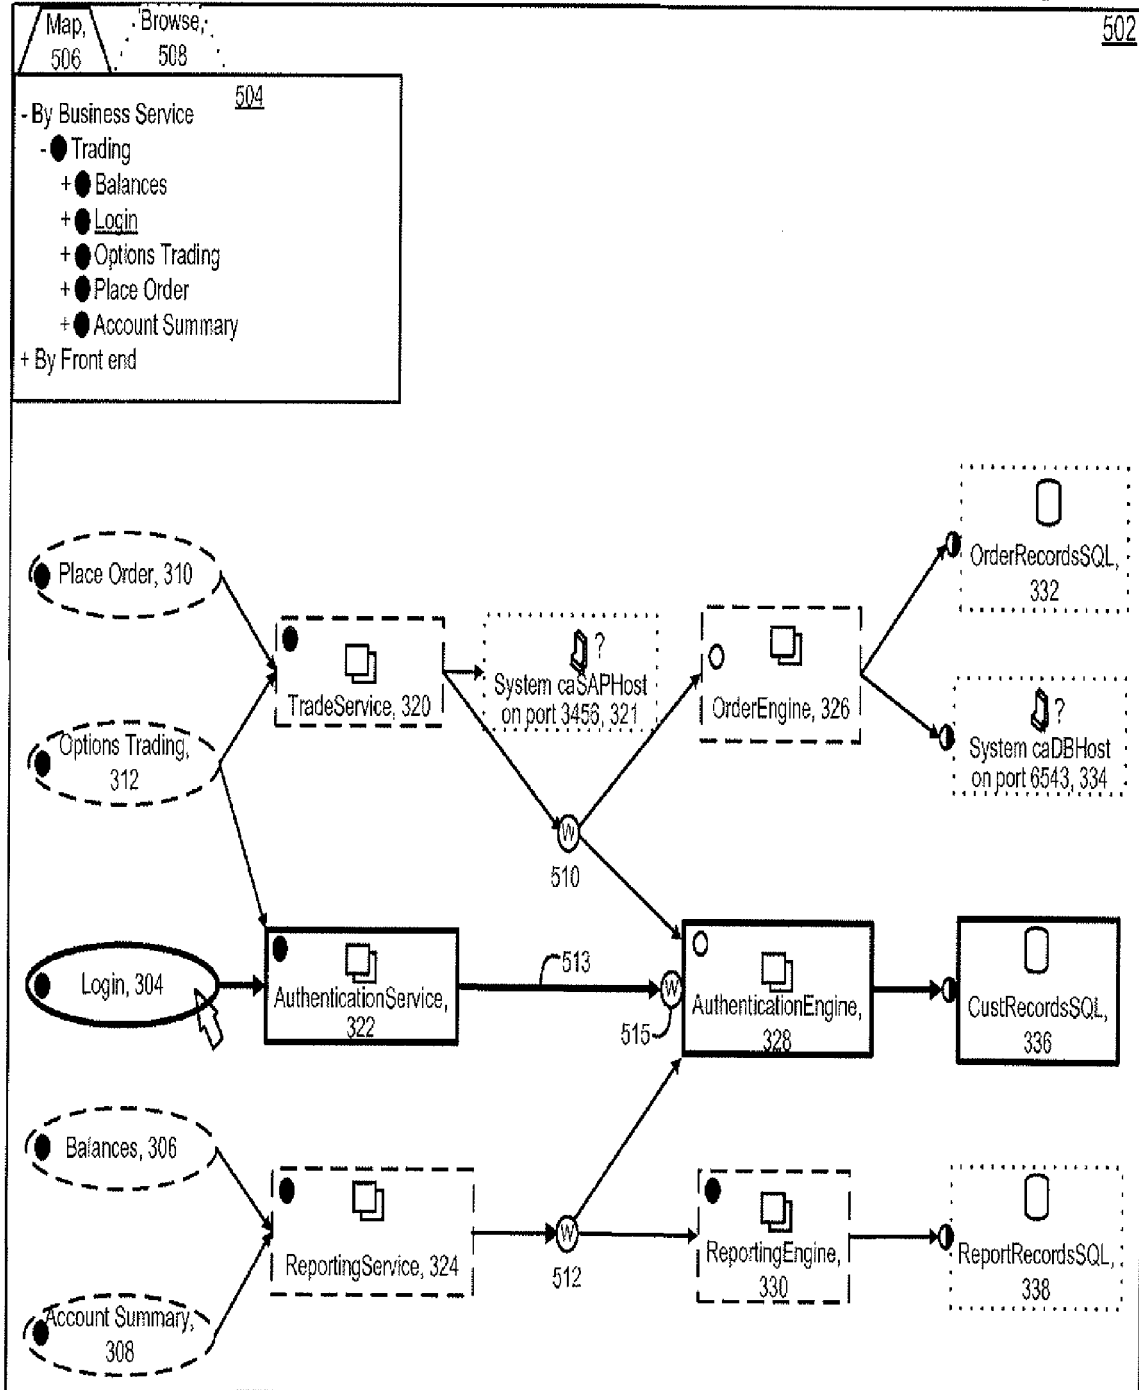 Map,
506
Browse,
508
502
504
- By Business Service
- Trading
+ Balances
+ Login
+ Options Trading
+ Place Order
+ Account Summary
+ By Front end
Place Order, 310
Options Trading,
312
Login, 304
Balances, 306
Account Summary,
308
TradeService, 320
?
System caSAPHost
on port 3456, 321
OrderEngine, 326
OrderRecordsSQL,
332
?
System caDBHost
on port 6543, 334
W
510
AuthenticationService,
322
513
W
515
AuthenticationEngine,
328
CustRecordsSQL,
336
ReportingService, 324
W
512
ReportingEngine,
330
ReportRecordsSQL,
338